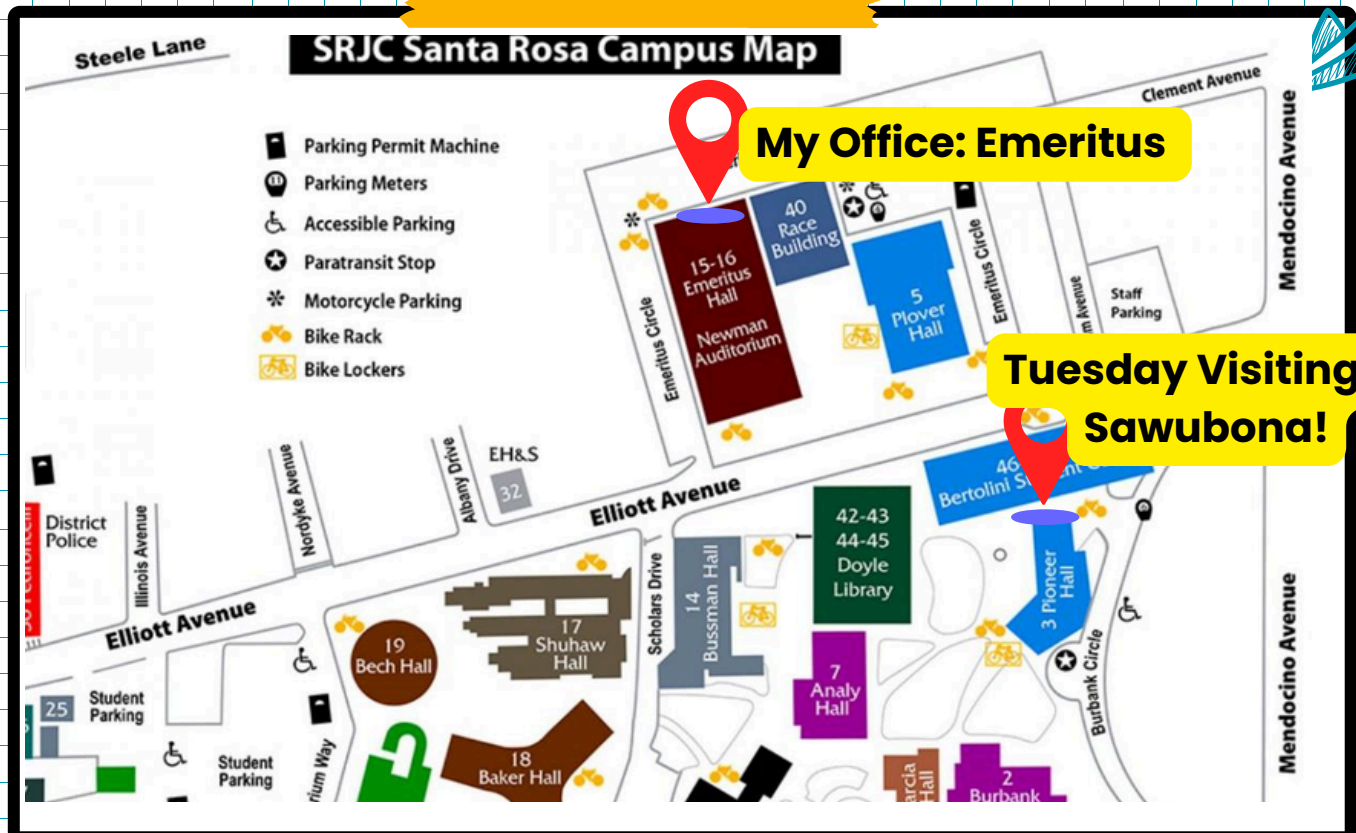 SRJC Santa Rosa Campus Map
Steele Lane
Clement Avenue
Mendocino Avenue
Parking Permit Machine
Parking Meters
Accessible Parking
Paratransit Stop
Motorcycle Parking
Bike Rack
Bike Lockers
My Office: Emeritus
15-16
Emeritus
Hall
Newman
Auditorium
40
Race
Building
5
Plover
Hall
Emeritus Circle
Emeritus Circle
Staff
Parking
Tuesday Visiting
Sawubona!
46
Bertolini
EH&S
32
Elliott Avenue
Albany Drive
Nordyke Avenue
Illinois Avenue
District
Police
Elliott Avenue
42-43
44-45
Doyle
Library
3 Pioneer
Hall
14
Bussman Hall
Scholars Drive
17
Shuhaw
Hall
19
Bech Hall
7
Analy
Hall
Burbank Circle
Mendocino Avenue
25
Student
Parking
Student
Parking
18
Baker Hall
Hall
2
Burbank